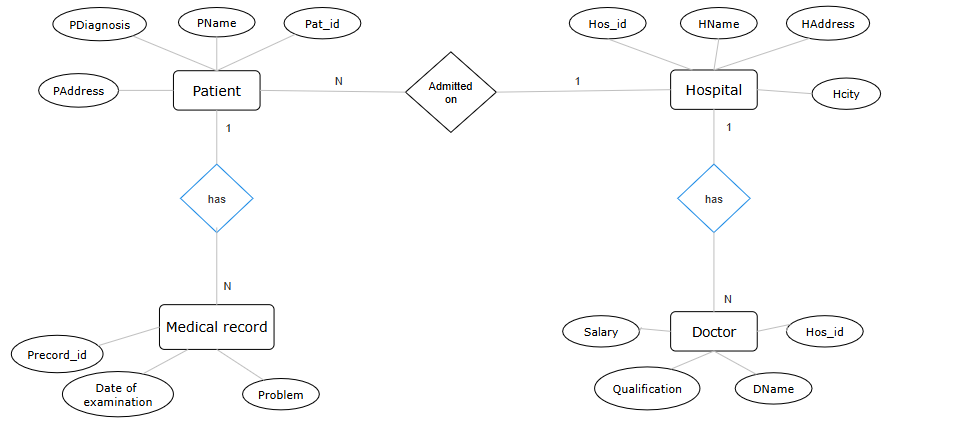 PDiagnosis
PName
Pat_id
Hos_id
HName
HAddress
PAddress
Patient
N
Admitted
on
1
Hospital
Hcity
1
1
has
has
N
N
Medical record
Salary
Doctor
Hos_id
Precord_id
Date of
examination
Problem
Qualification
DName